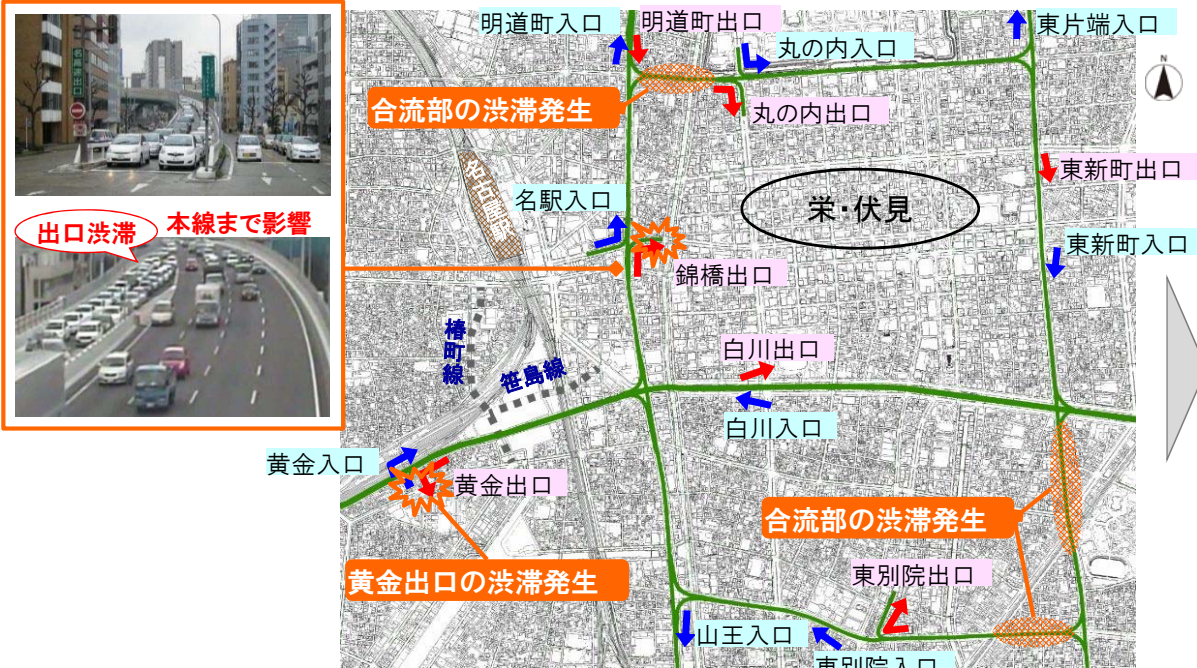 明道町入口
明道町出口
丸の内入口
東片端入口
N
合流部の渋滞発生
丸の内出口
東新町出口
名古屋駅
名駅入口
栄・伏見
出口渋滞
本線まで影響
東新町入口
錦橋出口
椿町線
笹島線
白川出口
白川入口
黄金入口
黄金出口
合流部の渋滞発生
黄金出口の渋滞発生
東別院出口
山王入口
東別院入口